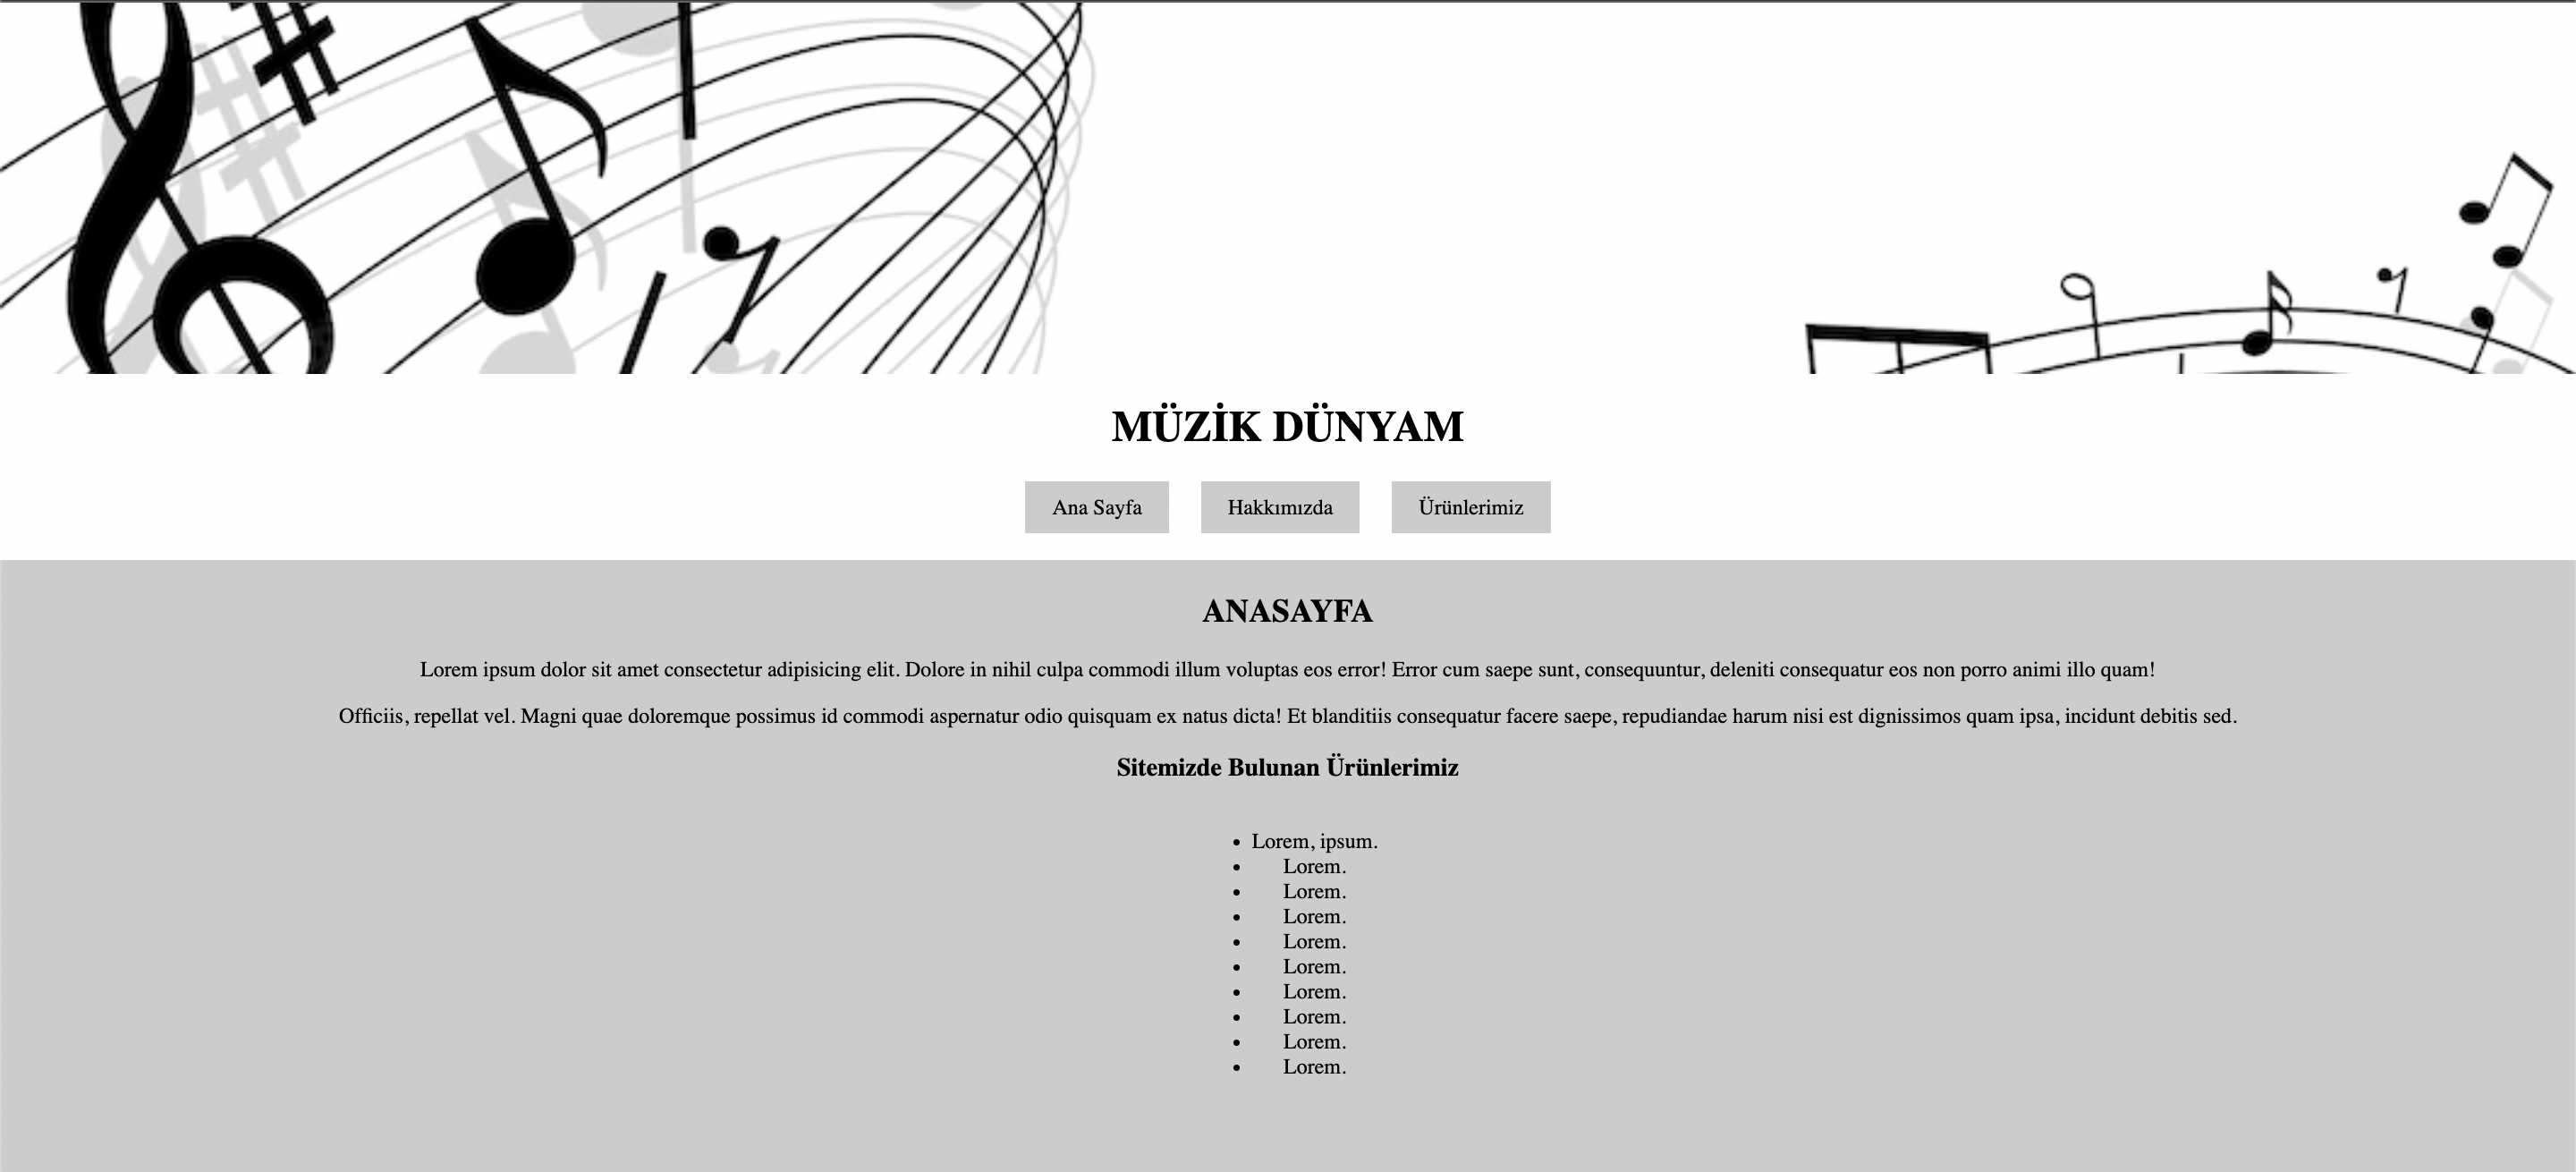 MÜZİK DÜNYAM
Ana Sayfa
Hakkımızda
Ürünlerimiz
ANASAYFA
Lorem ipsum dolor sit amet consectetur adipisicing elit. Dolore in nihil culpa commodi illum voluptas eos error! Error cum saepe sunt, consequuntur, deleniti consequatur eos non porro animi illo quam!
Officiis, repellat vel. Magni quae doloremque possimus id commodi aspernatur odio quisquam ex natus dicta! Et blanditiis consequatur facere saepe, repudiandae harum nisi est dignissimos quam ipsa, incidunt debitis sed.
Sitemizde Bulunan Ürünlerimiz
• Lorem, ipsum.
• Lorem.
• Lorem.
• Lorem.
• Lorem.
• Lorem.
• Lorem.
• Lorem.
• Lorem.
• Lorem.